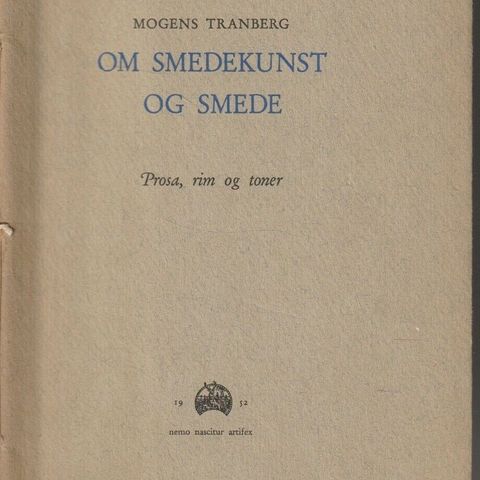 MOGENS TRANBERG
OM SMEDEKUNST
OG SMEDE
Prosa, rim og toner
19 52
nemo nascitur artifex